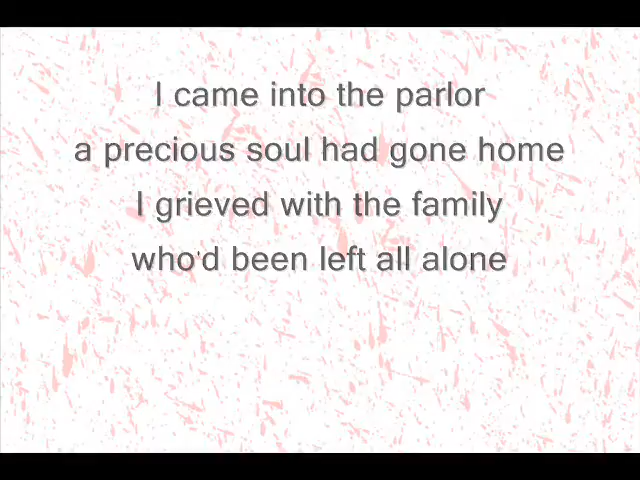 I came into the parlor
a precious soul had gone home
I grieved with the family
who'd been left all alone